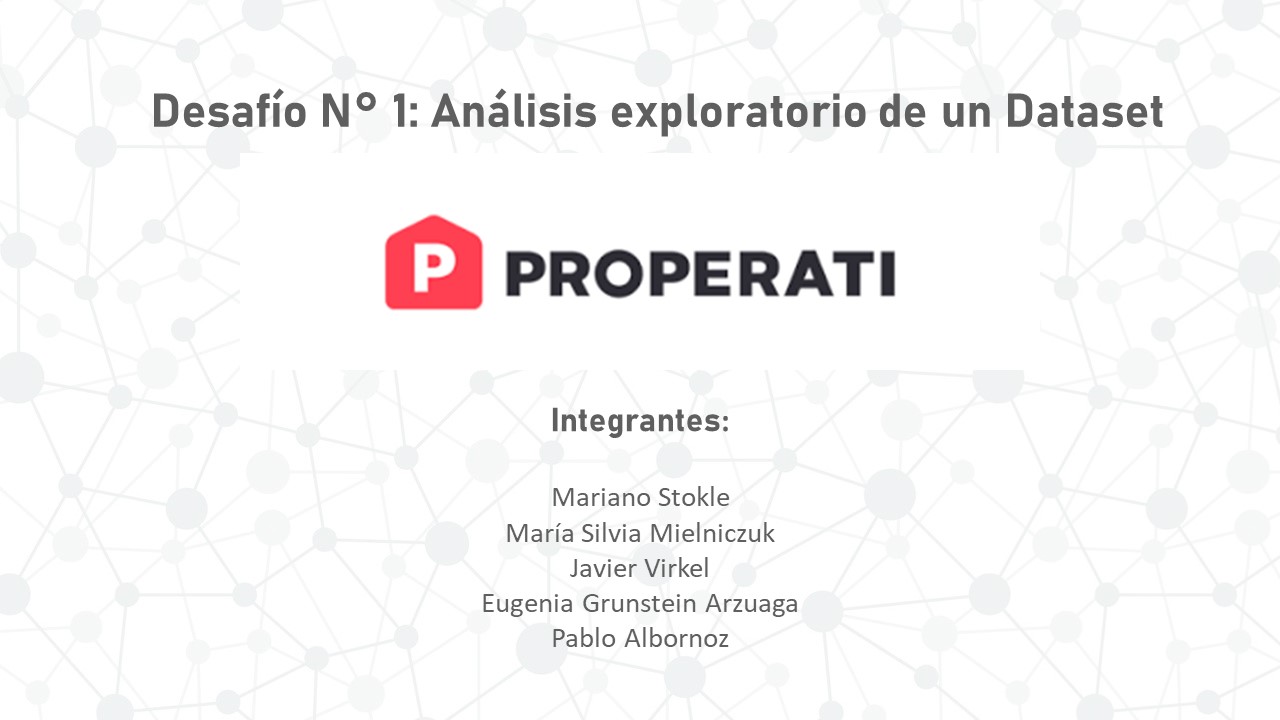 Desafío N° 1: Análisis exploratorio de un Dataset
P PROPERATI
Integrantes:
Mariano Stokle
María Silvia Mielniczuk
Javier Virkel
Eugenia Grunstein Arzuaga
Pablo Albornoz